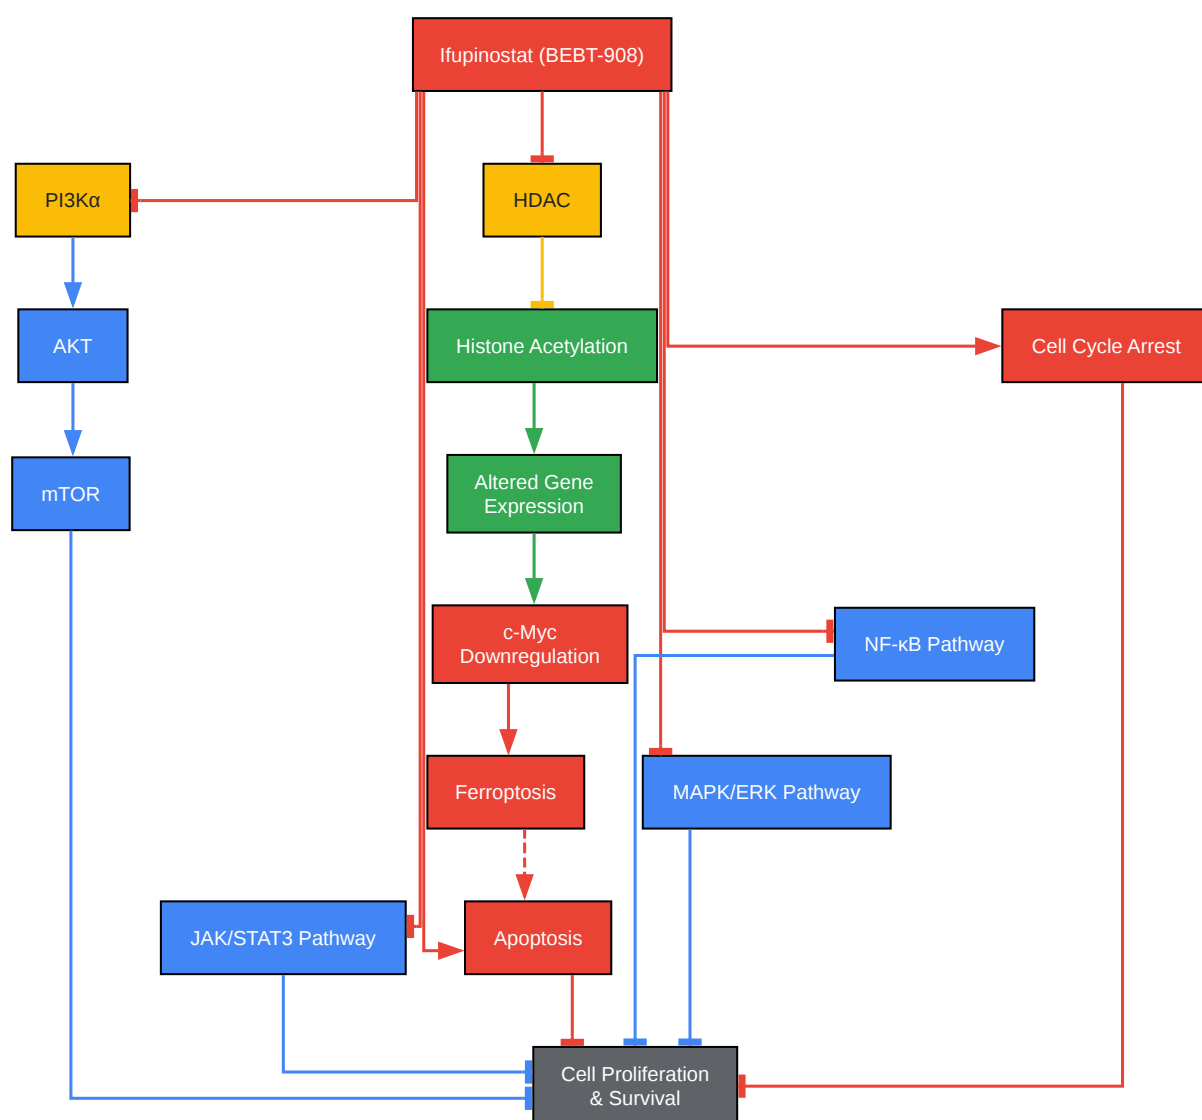 Ifupinostat (BEBT-908)
PI3Kα
HDAC
AKT
Histone Acetylation
Cell Cycle Arrest
mTOR
Altered Gene
Expression
c-Myc
Downregulation
NF-κB Pathway
Ferroptosis
MAPK/ERK Pathway
JAK/STAT3 Pathway
Apoptosis
Cell Proliferation
& Survival